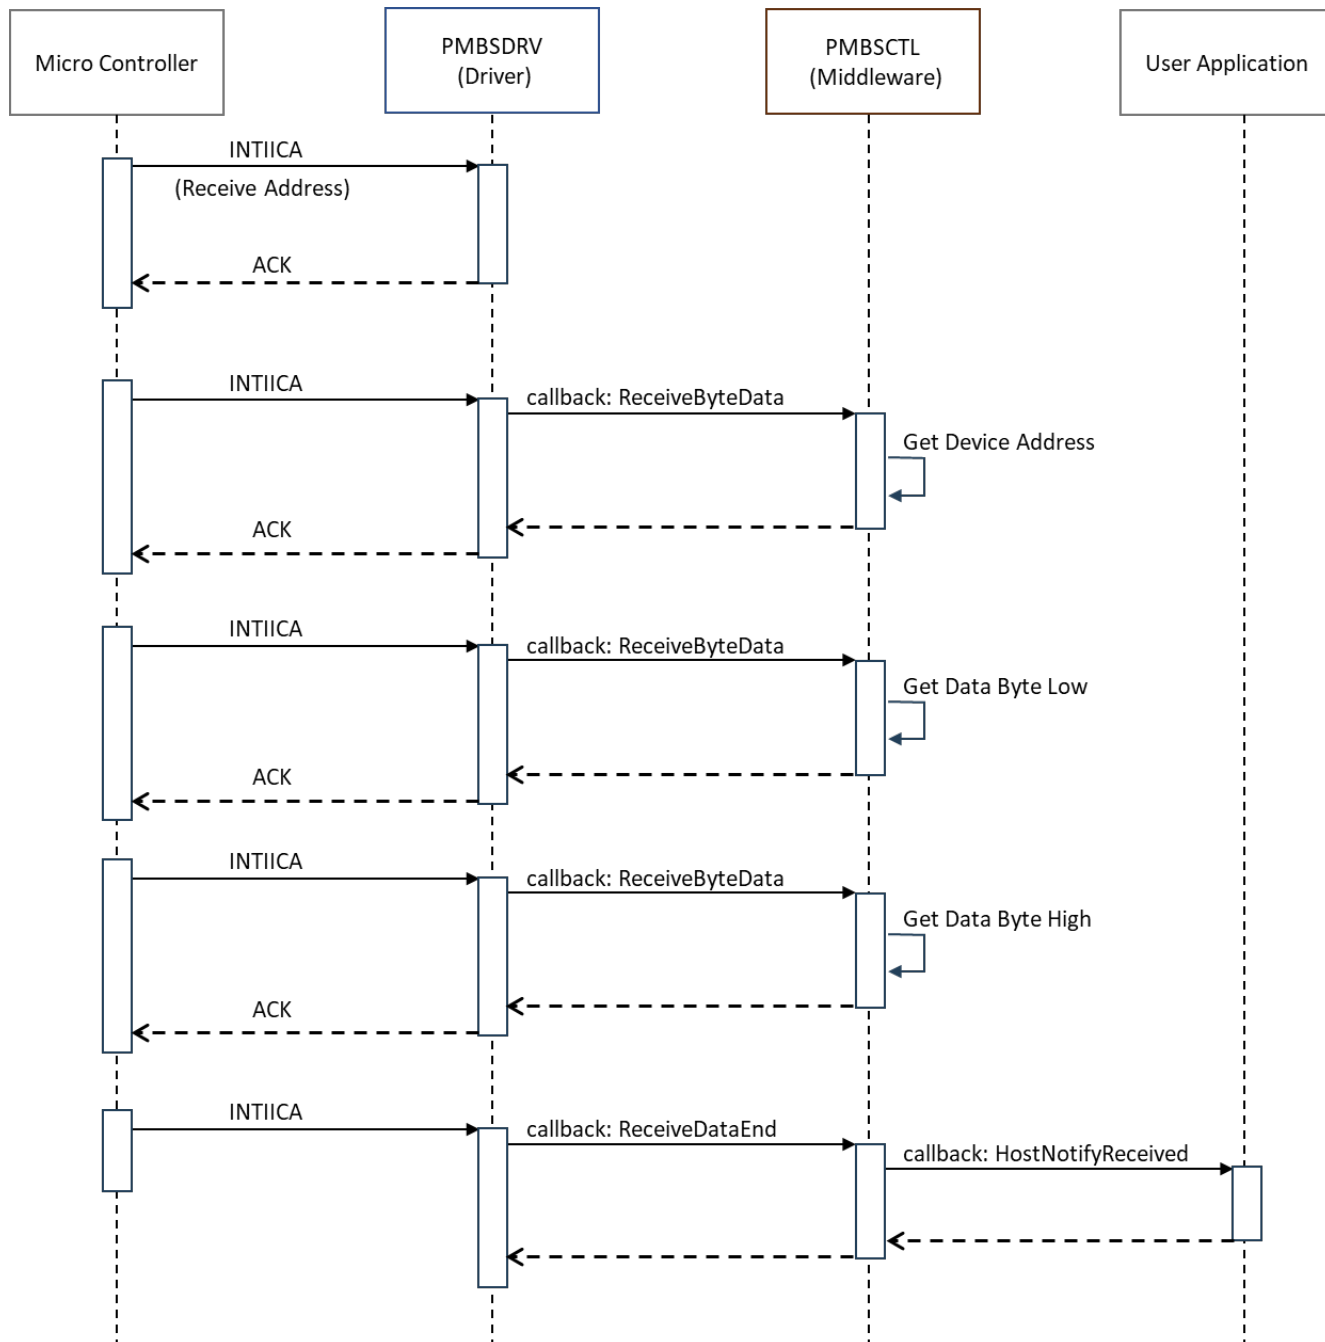 Micro Controller
PMBSDRV
(Driver)
PMBSCTL
(Middleware)
User Application
INTIICA
(Receive Address)
ACK
INTIICA
callback: ReceiveByteData
Get Device Address
ACK
INTIICA
callback: ReceiveByteData
Get Data Byte Low
ACK
INTIICA
callback: ReceiveByteData
Get Data Byte High
ACK
INTIICA
callback: ReceiveDataEnd
callback: HostNotifyReceived